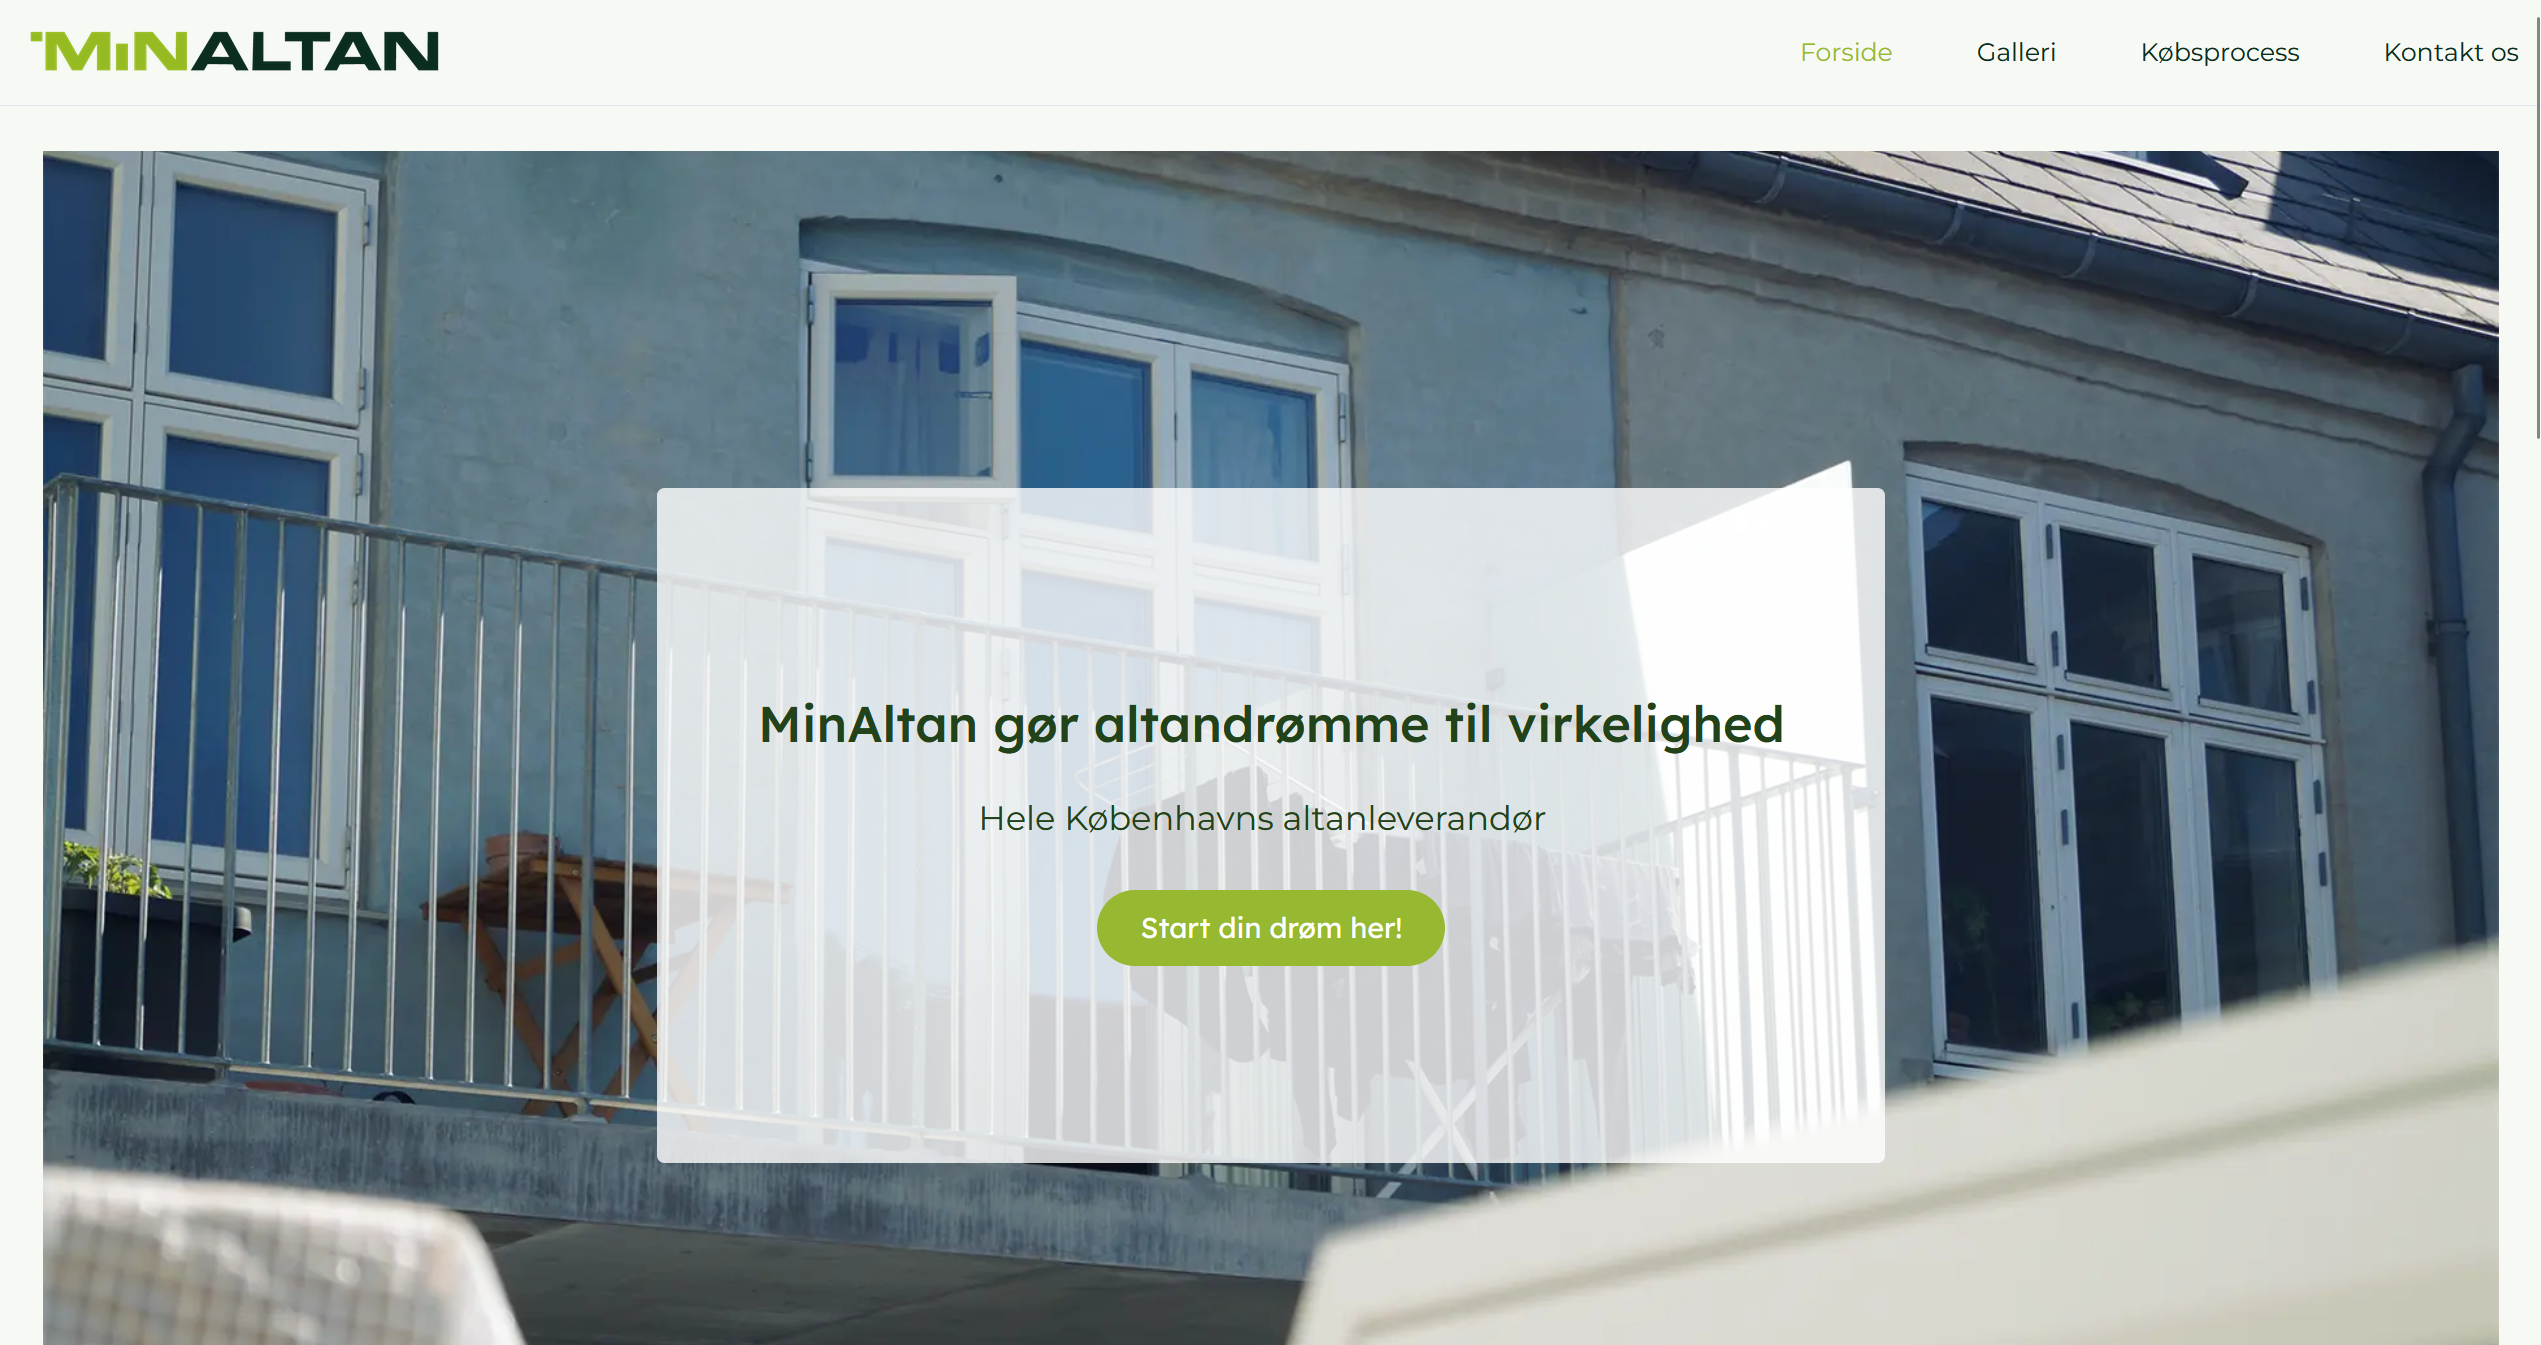 MINALTAN
Forside
Galleri
Købsprocess
Kontakt os
MinAltan gør altandrømme til virkelighed
Hele Københavns altanleverandør
Start din drøm her!